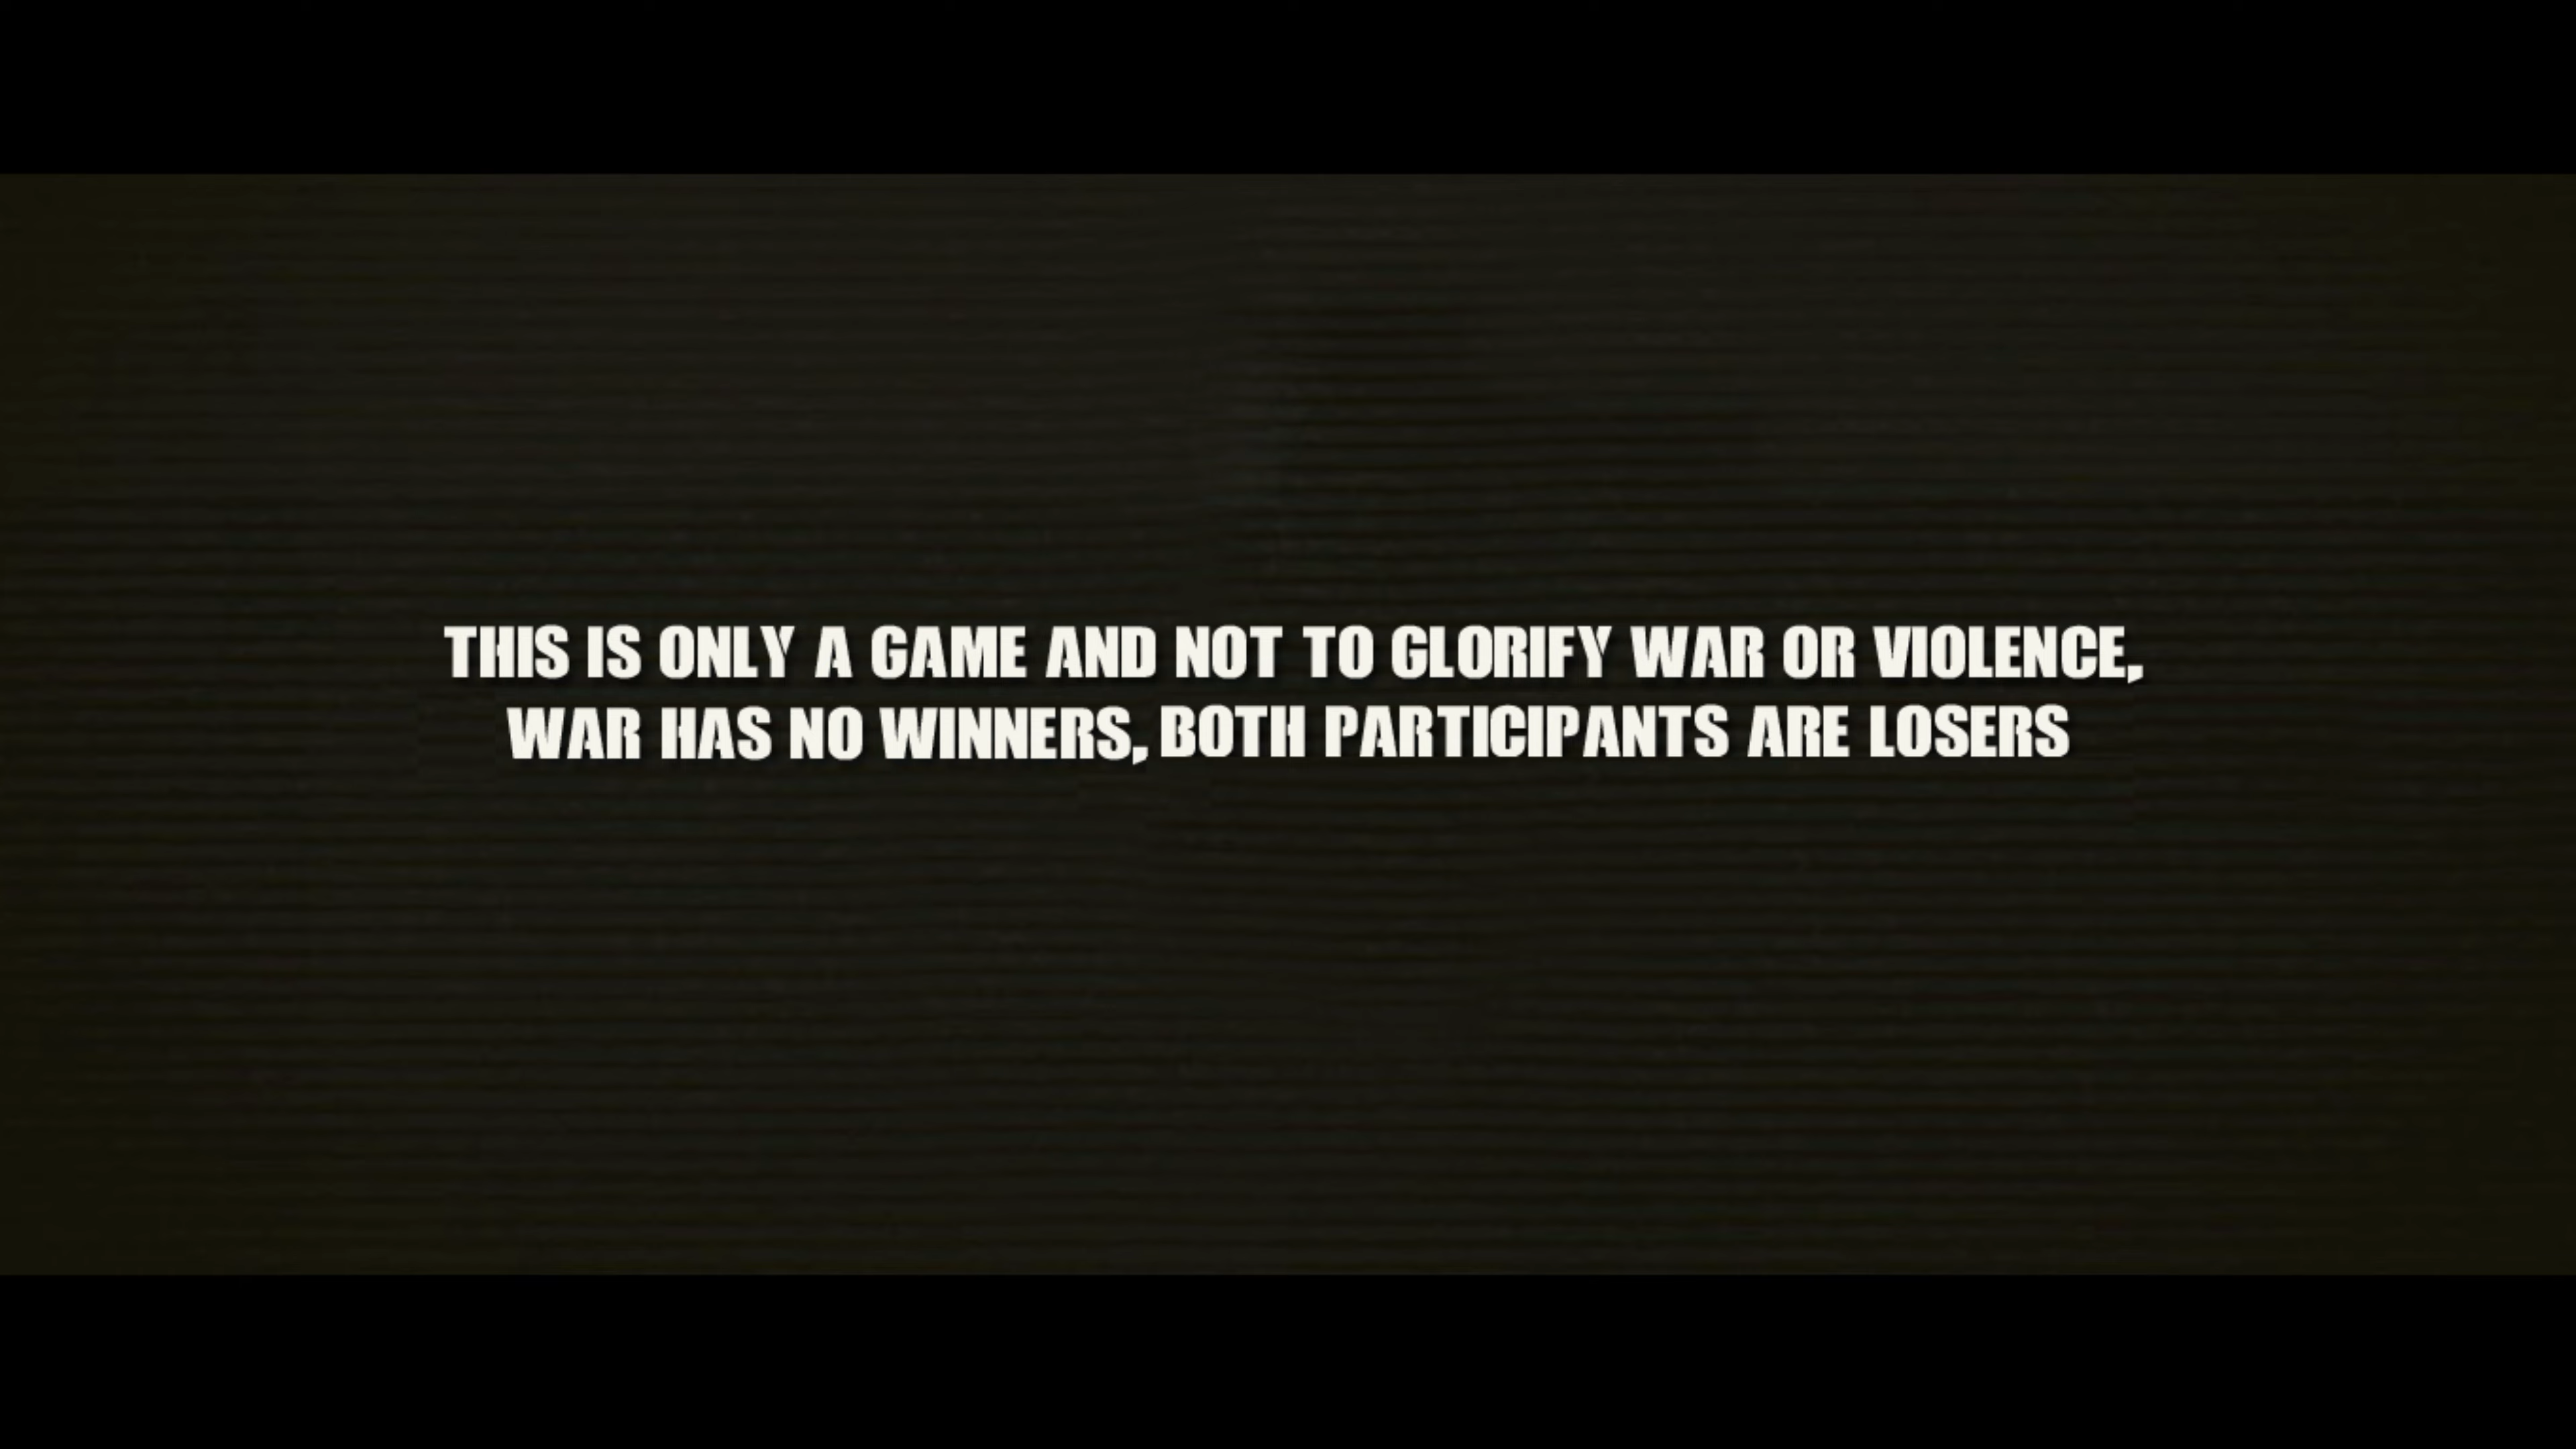 THIS IS ONLY A GAME AND NOT TO GLORIFY WAR OR VIOLENCE,
WAR HAS NO WINNERS, BOTH PARTICIPANTS ARE LOSERS